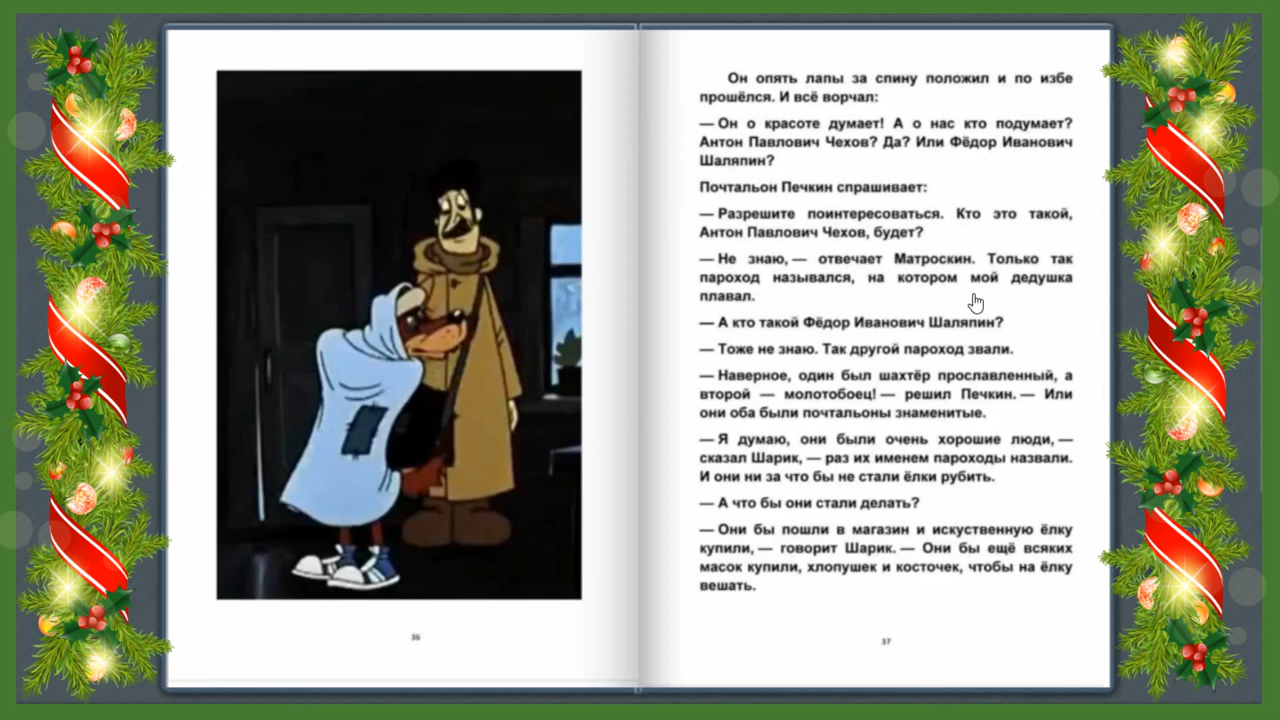 Он опять лапы за спину положил и по избе
прошёлся. И всё ворчал:
— Он о красоте думает! А о нас кто подумает?
Антон Павлович Чехов? Да? Или Фёдор Иванович
Шаляпин?
Почтальон Печкин спрашивает:
— Разрешите поинтересоваться. Кто это такой,
Антон Павлович Чехов, будет?
— Не знаю, — отвечает Матроскин. Только так
пароход назывался, на котором мой дедушка
плавал.
— А кто такой Фёдор Иванович Шаляпин?
— Тоже не знаю. Так другой пароход звали.
— Наверное, один был шахтёр прославленный, а
второй — молотобоец! — решил Печкин. — Или
они оба были почтальоны знаменитые.
— Я думаю, они были очень хорошие люди, —
сказал Шарик, — раз их именем пароходы назвали.
И они ни за что бы не стали ёлки рубить.
— А что бы они стали делать?
— Они бы пошли в магазин и искуственную ёлку
купили, — говорит Шарик. — Они бы ещё всяких
масок купили, хлопушек и косточек, чтобы на ёлку
вешать.
36
37